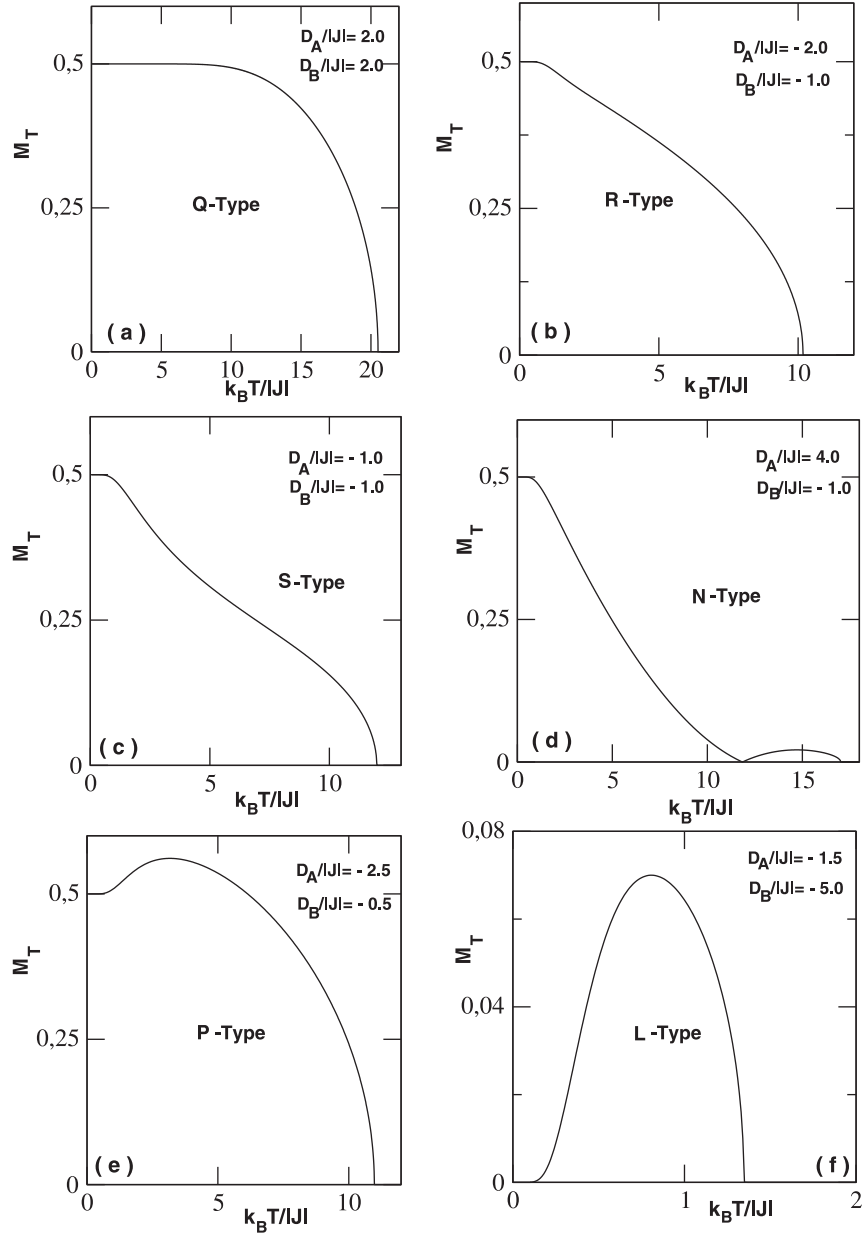 D_A/|J|= 2.0
D_B/|J|= 2.0
0,5
M_T
0,25
Q-Type
0
( a )
0 5 10 15 20
k_BT/|J|
D_A/|J|= - 2.0
D_B/|J|= - 1.0
0,5
M_T
0,25
R -Type
0
( b )
0 5 10
k_BT/|J|
D_A/|J|= - 1.0
D_B/|J|= - 1.0
0,5
M_T
0,25
S-Type
0
( c )
0 5 10
k_BT/|J|
D_A/|J|= 4.0
D_B/|J|= - 1.0
0,5
M_T
0,25
N -Type
0
( d )
0 5 10 15
k_BT/|J|
D_A/|J|= - 2.5
D_B/|J|= - 0.5
0,5
M_T
0,25
P -Type
0
( e )
0 5 10
k_BT/|J|
0,08
D_A/|J|= - 1.5
D_B/|J|= - 5.0
M_T
0,04
L -Type
0
( f )
0 1 2
k_BT/|J|